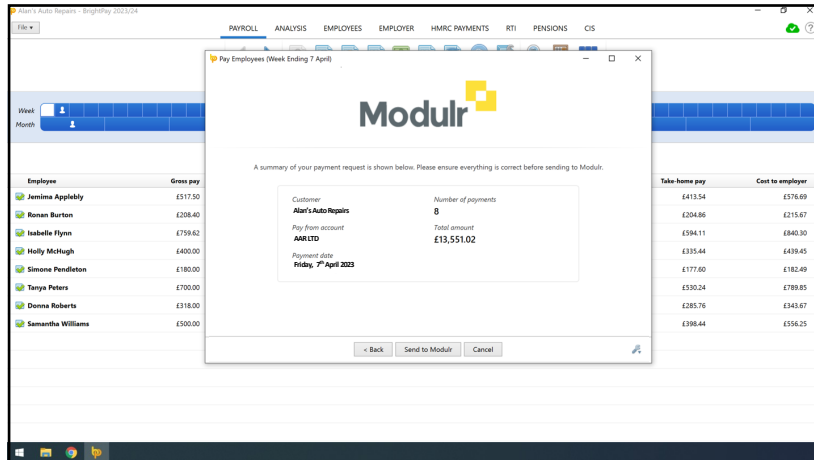 Alan's Auto Repairs - BrightPay 2023/24
File
PAYROLL ANALYSIS EMPLOYEES EMPLOYER HMRC PAYMENTS RTI PENSIONS CIS
Pay Employees (Week Ending 7 April)
Modulr
Week
Month
A summary of your payment request is shown below. Please ensure everything is correct before sending to Modulr.
Employee Gross pay Take-home pay Cost to employer
Jemima Applebly £517.50 £413.54 £576.69
Ronan Burton £208.40 £204.86 £215.67
Isabelle Flynn £759.62 £594.11 £840.30
Holly McHugh £400.00 £335.44 £439.45
Simone Pendleton £180.00 £177.60 £182.49
Tanya Peters £700.00 £530.24 £789.85
Donna Roberts £318.00 £285.76 £343.67
Samantha Williams £500.00 £398.44 £556.25
Customer Number of payments
Alan's Auto Repairs 8
Pay from account Total amount
AAR LTD £13,551.02
Payment date
Friday, 7th April 2023
< Back Send to Modulr Cancel